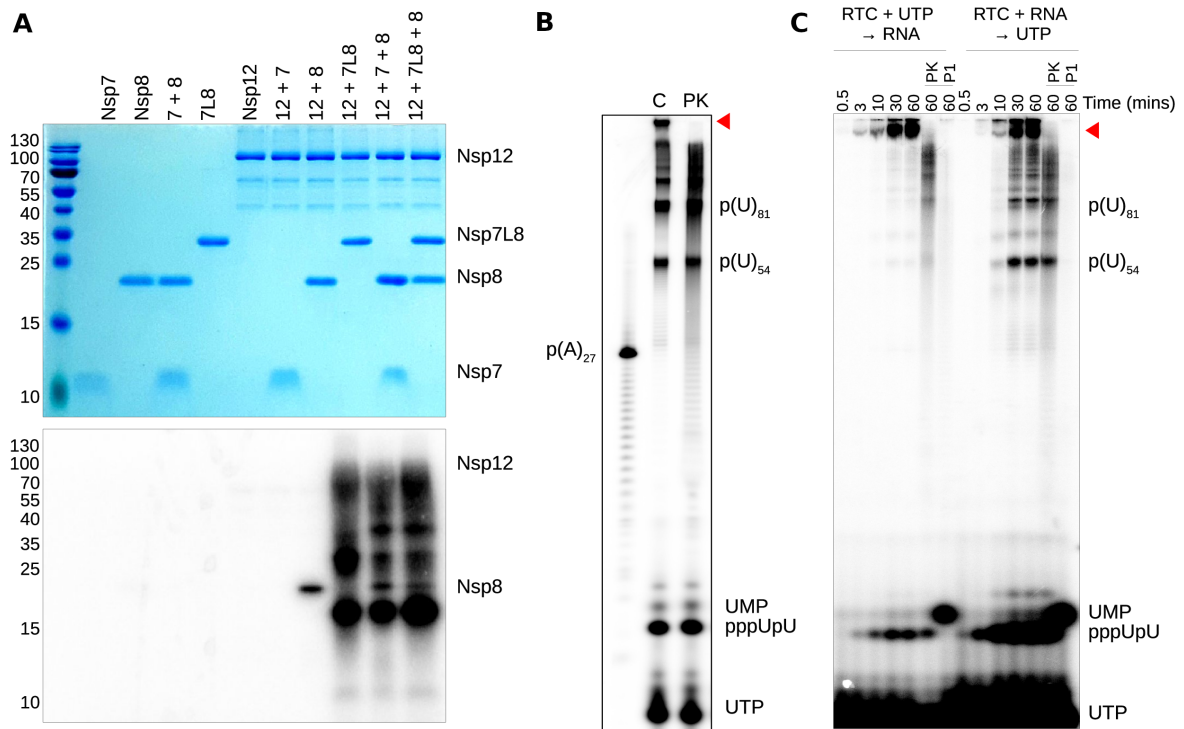 A
Nsp7
Nsp8
7 + 8
7L8
Nsp12
12 + 7
12 + 8
12 + 7L8
12 + 7 + 8
12 + 7L8 + 8
130
100
70
55
40
35
25
15
10
Nsp12
Nsp7L8
Nsp8
Nsp7
130
100
70
55
40
35
25
15
10
Nsp12
Nsp8
B
C PK
p(U)81
p(U)54
p(A)27
UMP
pppUpU
UTP
C
RTC + UTP
→ RNA
RTC + RNA
→ UTP
PK P1 PK P1
0.5 3 10 30 60 60 60 0.5 3 10 30 60 60 60 Time (mins)
p(U)81
p(U)54
UMP
pppUpU
UTP